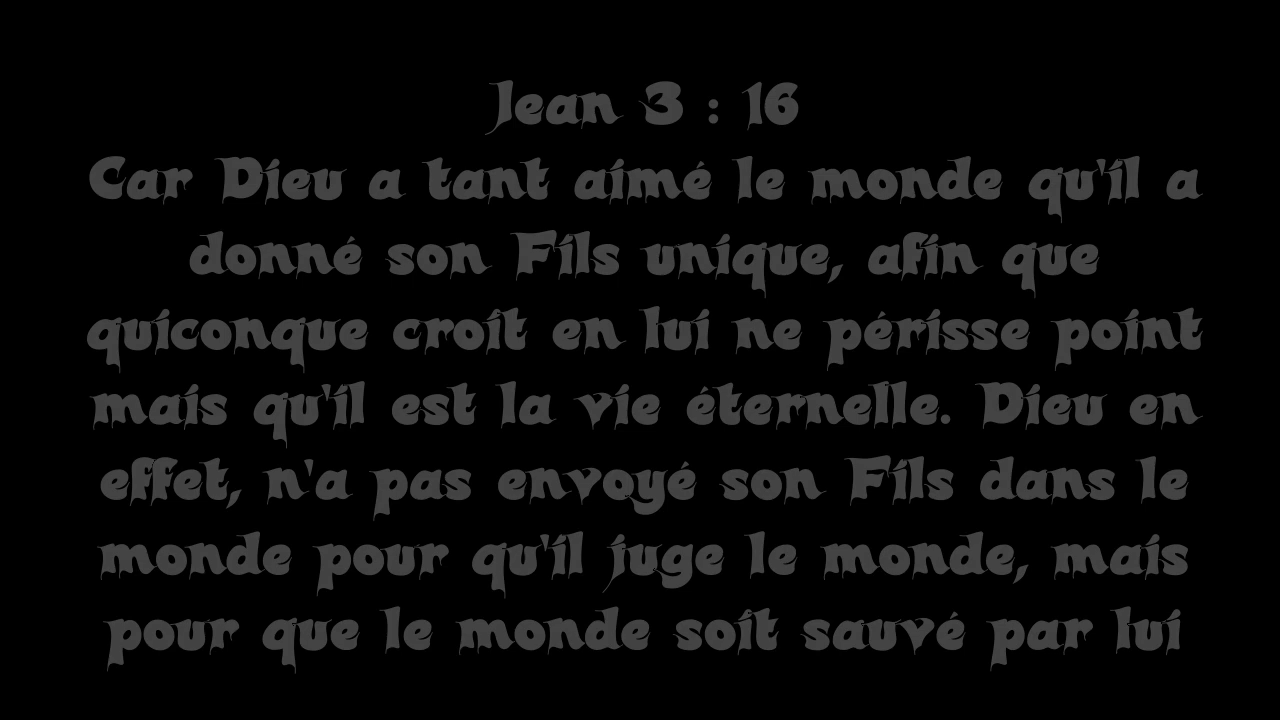 Jean 3 : 16
Car Dieu a tant aimé le monde qu'il a
donné son Fils unique, afin que
quiconque croit en lui ne périsse point
mais qu'il est la vie éternelle. Dieu en
effet, n'a pas envoyé son Fils dans le
monde pour qu'il juge le monde, mais
pour que le monde soit sauvé par lui